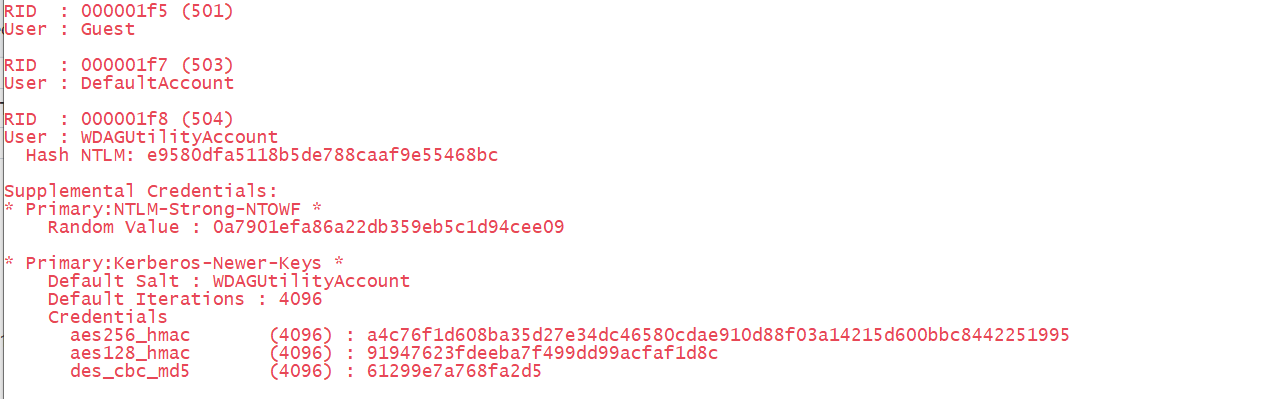 RID  : 000001f5 (501)
User : Guest
RID  : 000001f7 (503)
User : DefaultAccount
RID  : 000001f8 (504)
User : WDAGUtilityAccount
  Hash NTLM: e9580dfa5118b5de788caaf9e55468bc
Supplemental Credentials:
* Primary:NTLM-Strong-NTOWF *
    Random Value : 0a7901efa86a22db359eb5c1d94cee09
* Primary:Kerberos-Newer-Keys *
    Default Salt : WDAGUtilityAccount
    Default Iterations : 4096
    Credentials
      aes256_hmac       (4096) : a4c76f1d608ba35d27e34dc46580cdae910d88f03a14215d600bbc8442251995
      aes128_hmac       (4096) : 91947623fdeeba7f499dd99acfaf1d8c
      des_cbc_md5       (4096) : 61299e7a768fa2d5